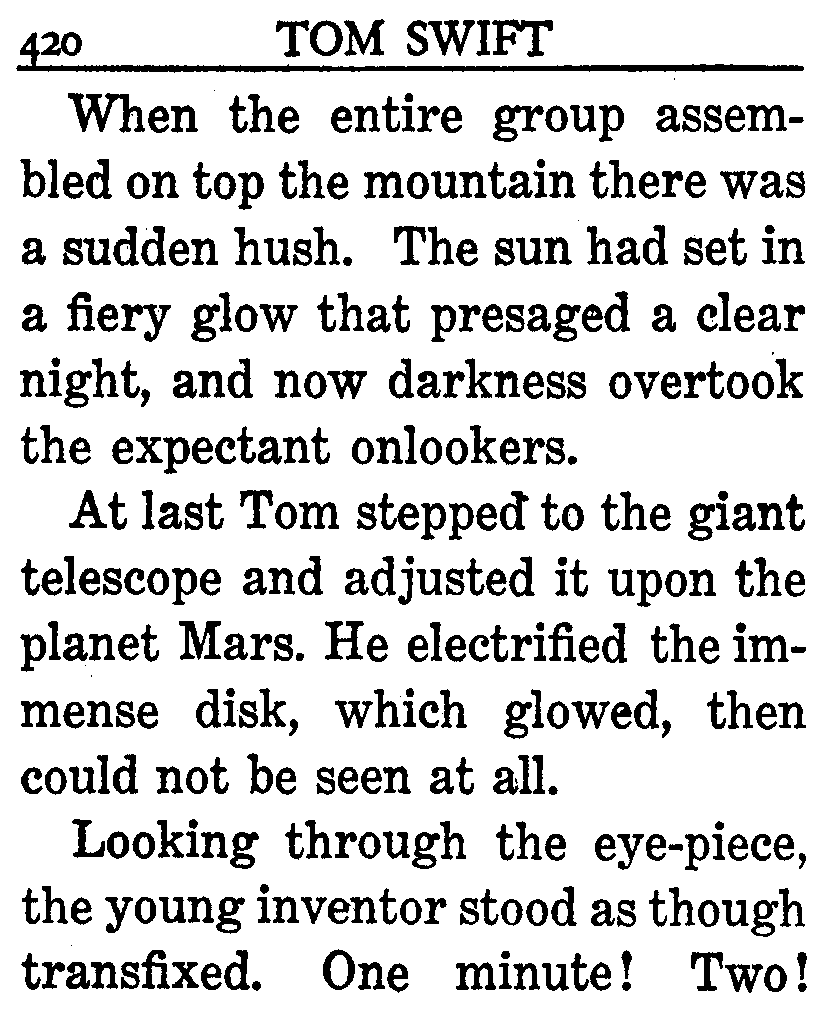 420 TOM SWIFT
When the entire group assem-
bled on top the mountain there was
a sudden hush. The sun had set in
a fiery glow that presaged a clear
night, and now darkness overtook
the expectant onlookers.
At last Tom stepped to the giant
telescope and adjusted it upon the
planet Mars. He electrified the im-
mense disk, which glowed, then
could not be seen at all.
Looking through the eye-piece,
the young inventor stood as though
transfixed. One minute! Two!